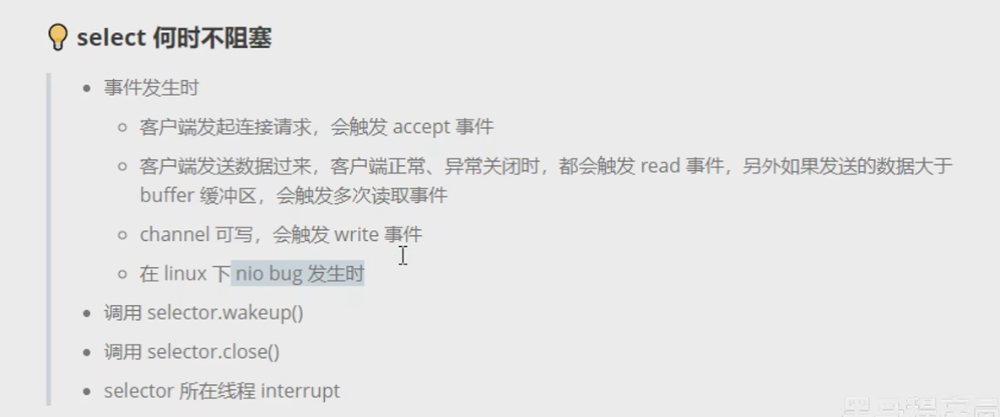 select 何时不阻塞
事件发生时
客户端发起连接请求，会触发 accept 事件
客户端发送数据过来，客户端正常、异常关闭时，都会触发 read 事件，另外如果发送的数据大于
buffer 缓冲区，会触发多次读取事件
channel 可写，会触发 write 事件
在 linux 下 nio bug 发生时
调用 selector.wakeup()
调用 selector.close()
selector 所在线程 interrupt